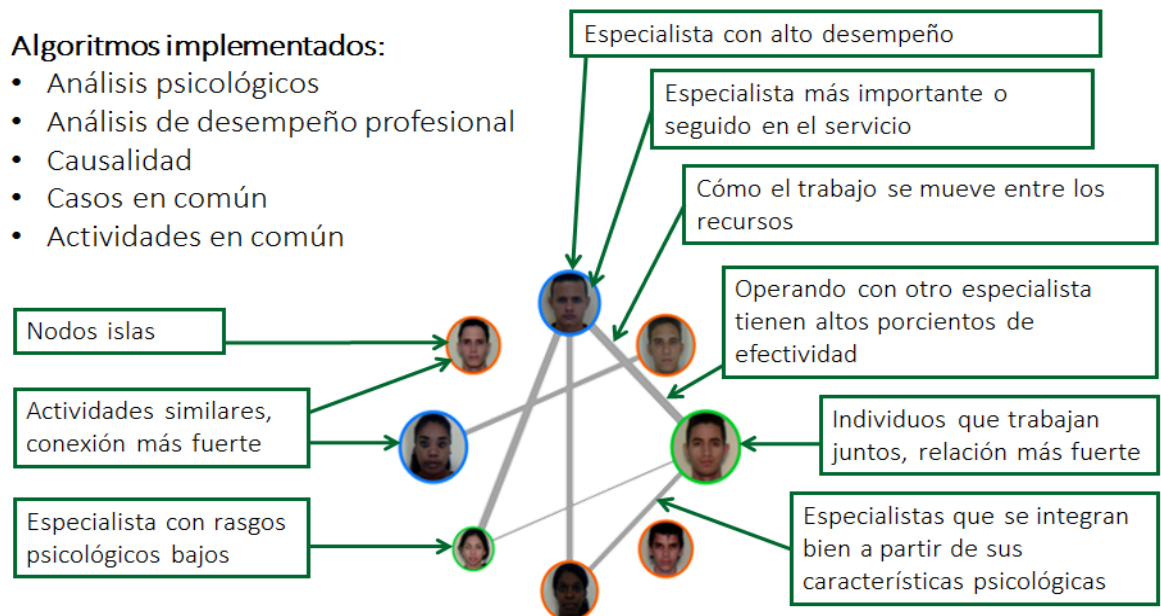 Algoritmos implementados:
• Análisis psicológicos
• Análisis de desempeño profesional
• Causalidad
• Casos en común
• Actividades en común
Especialista con alto desempeño
Especialista más importante o
seguido en el servicio
Cómo el trabajo se mueve entre los
recursos
Operando con otro especialista
tienen altos porcientos de
efectividad
Individuos que trabajan
juntos, relación más fuerte
Especialistas que se integran
bien a partir de sus
características psicológicas
Nodos islas
Actividades similares,
conexión más fuerte
Especialista con rasgos
psicológicos bajos